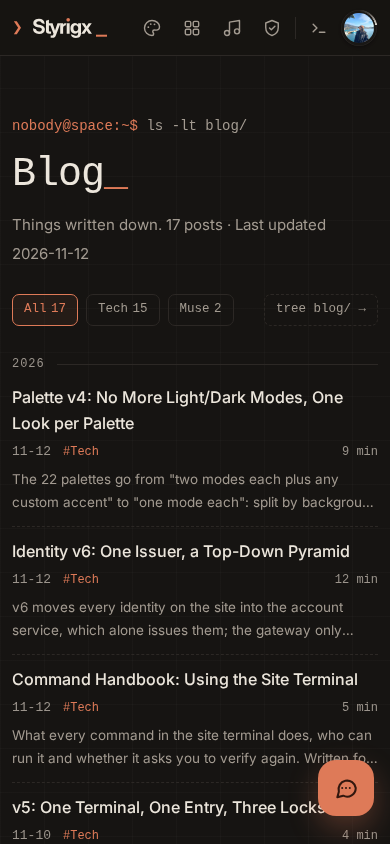 ❯ Styrigx _
nobody@space:~$ ls -lt blog/
Blog_
Things written down. 17 posts · Last updated
2026-11-12
All 17 Tech 15 Muse 2 tree blog/ →
2026
Palette v4: No More Light/Dark Modes, One
Look per Palette
11-12 #Tech 9 min
The 22 palettes go from "two modes each plus any
custom accent" to "one mode each": split by backgrou…
Identity v6: One Issuer, a Top-Down Pyramid
11-12 #Tech 12 min
v6 moves every identity on the site into the account
service, which alone issues them; the gateway only…
Command Handbook: Using the Site Terminal
11-12 #Tech 5 min
What every command in the site terminal does, who can
run it and whether it asks you to verify again. Written fo…
v5: One Terminal, One Entry, Three Locks
11-10 #Tech 4 min